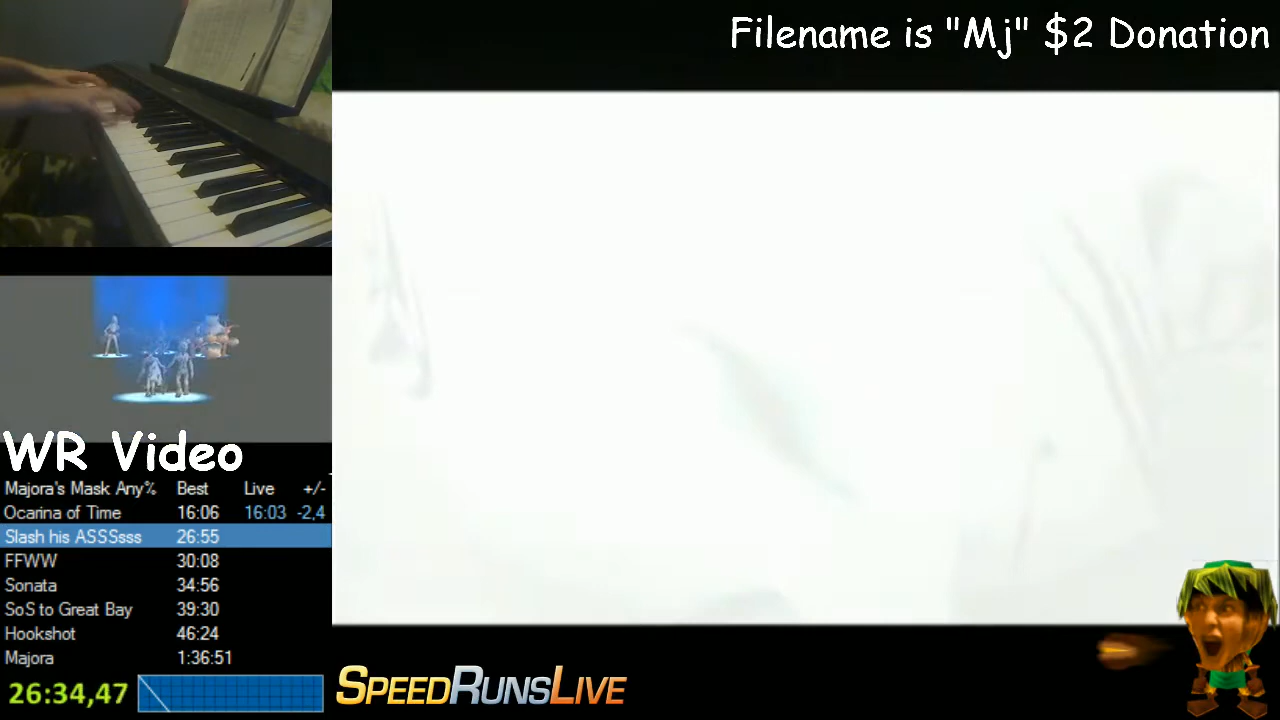 Filename is "Mj" $2 Donation
WR Video
Majora's Mask Any% Best Live +/-
Ocarina of Time 16:06 16:03 -2,4
Slash his ASSSsss 26:55
FFWW 30:08
Sonata 34:56
SoS to Great Bay 39:30
Hookshot 46:24
Majora 1:36:51
26:34,47
SPEEDRUNSLIVE